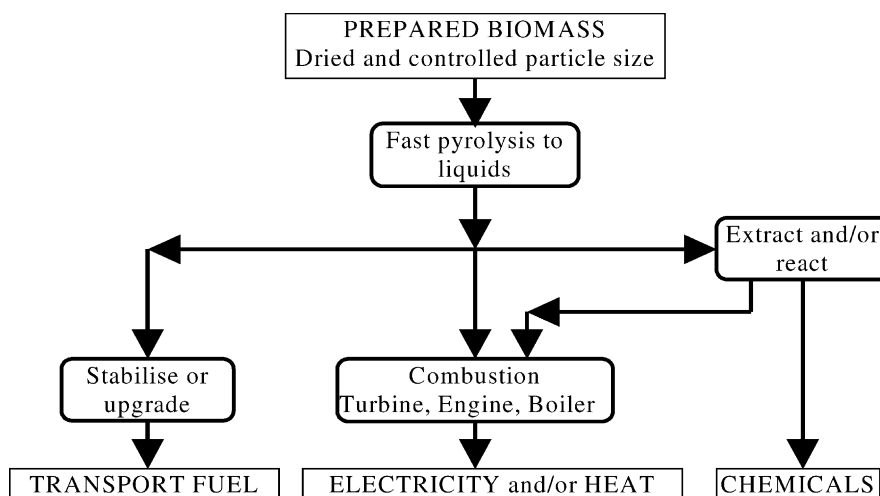 PREPARED BIOMASS
Dried and controlled particle size
Fast pyrolysis to
liquids
Extract and/or
react
Stabilise or
upgrade
Combustion
Turbine, Engine, Boiler
TRANSPORT FUEL
ELECTRICITY and/or HEAT
CHEMICALS